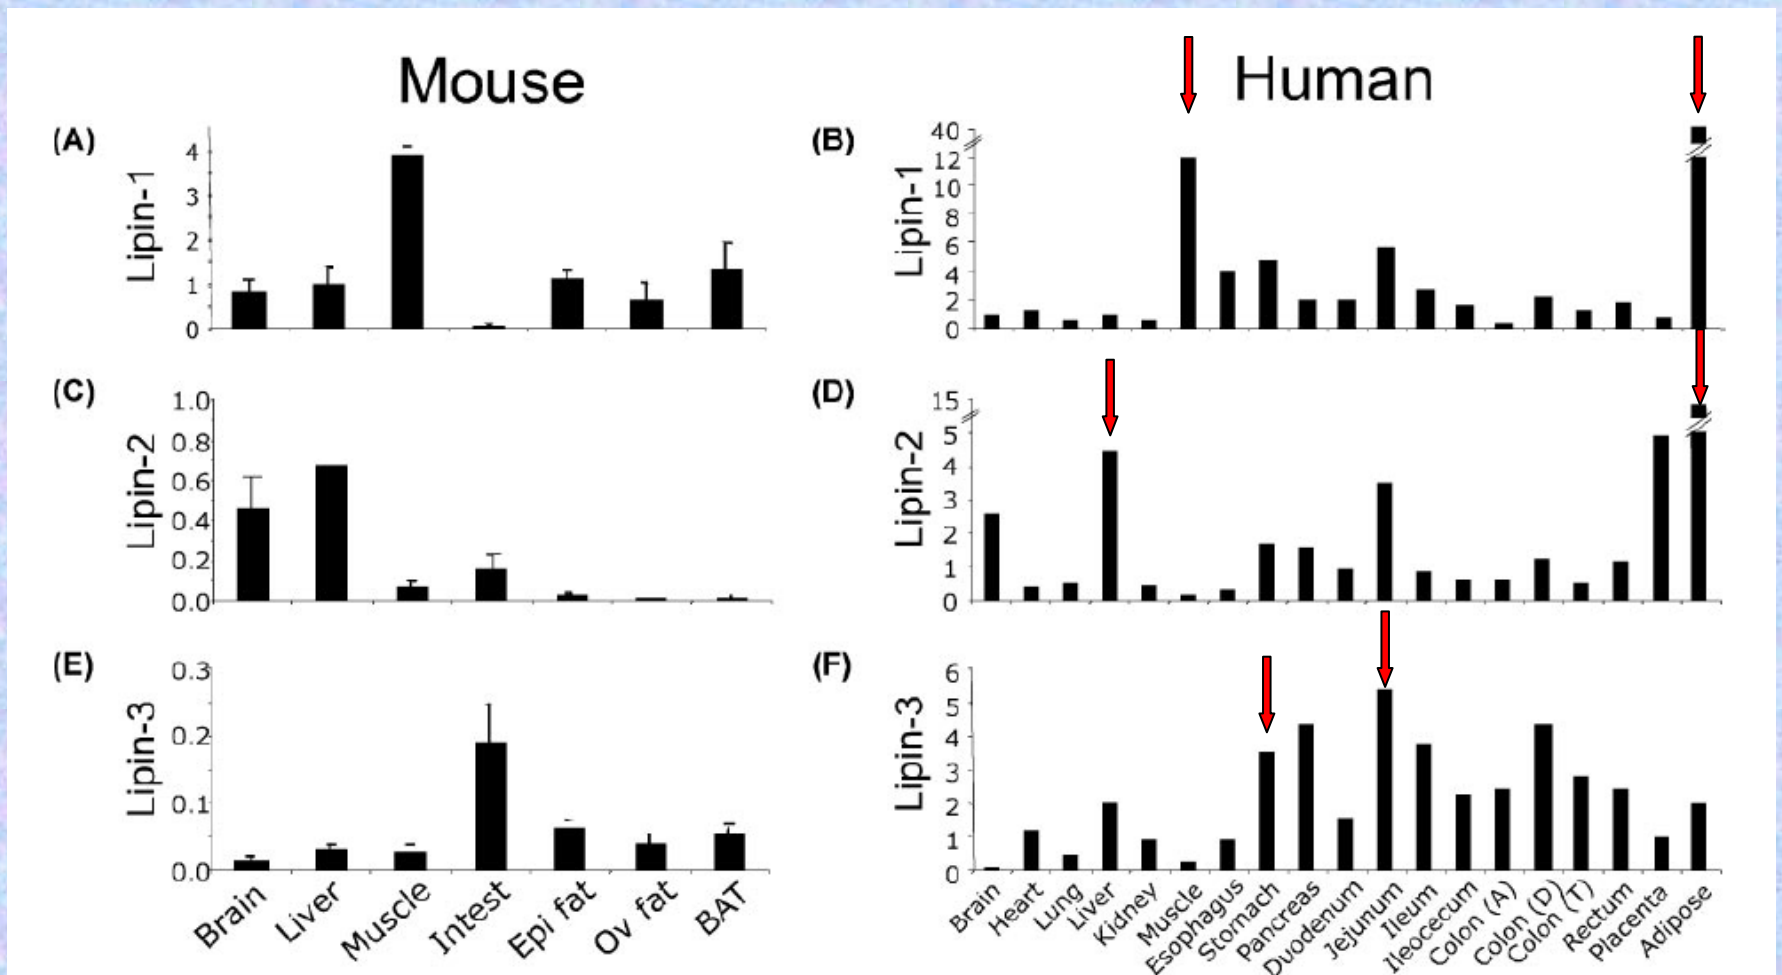 Mouse
Human
(A)
Lipin-1
4
3
2
1
0
(B)
Lipin-1
40
12
10
8
6
4
2
0
(C)
Lipin-2
1.0
0.8
0.6
0.4
0.2
0.0
(D)
Lipin-2
15
5
4
3
2
1
0
(E)
Lipin-3
0.3
0.2
0.1
0.0
Brain
Liver
Muscle
Intest
Epi fat
Ov fat
BAT
(F)
Lipin-3
6
5
4
3
2
1
0
Brain
Heart
Lung
Liver
Kidney
Muscle
Esophagus
Stomach
Pancreas
Duodenum
Jejunum
Ileum
Ileocecum
Colon (A)
Colon (D)
Colon (T)
Rectum
Placenta
Adipose